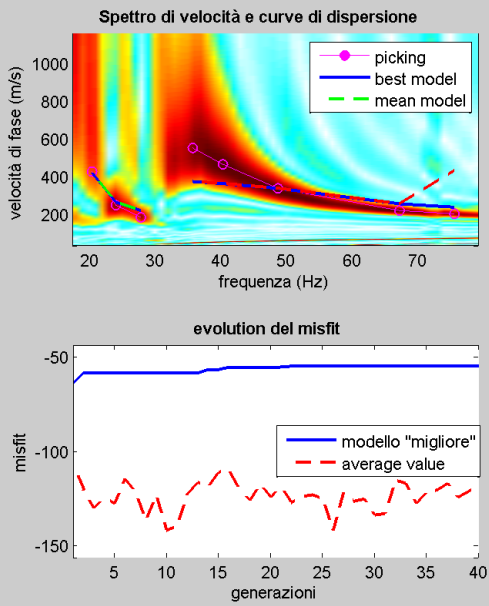 Spettro di velocità e curve di dispersione
1000
800
600
400
200
velocità di fase (m/s)
picking
best model
mean model
20 30 40 50 60 70
frequenza (Hz)
evolution del misfit
-50
-100
-150
misfit
modello "migliore"
average value
5 10 15 20 25 30 35 40
generazioni